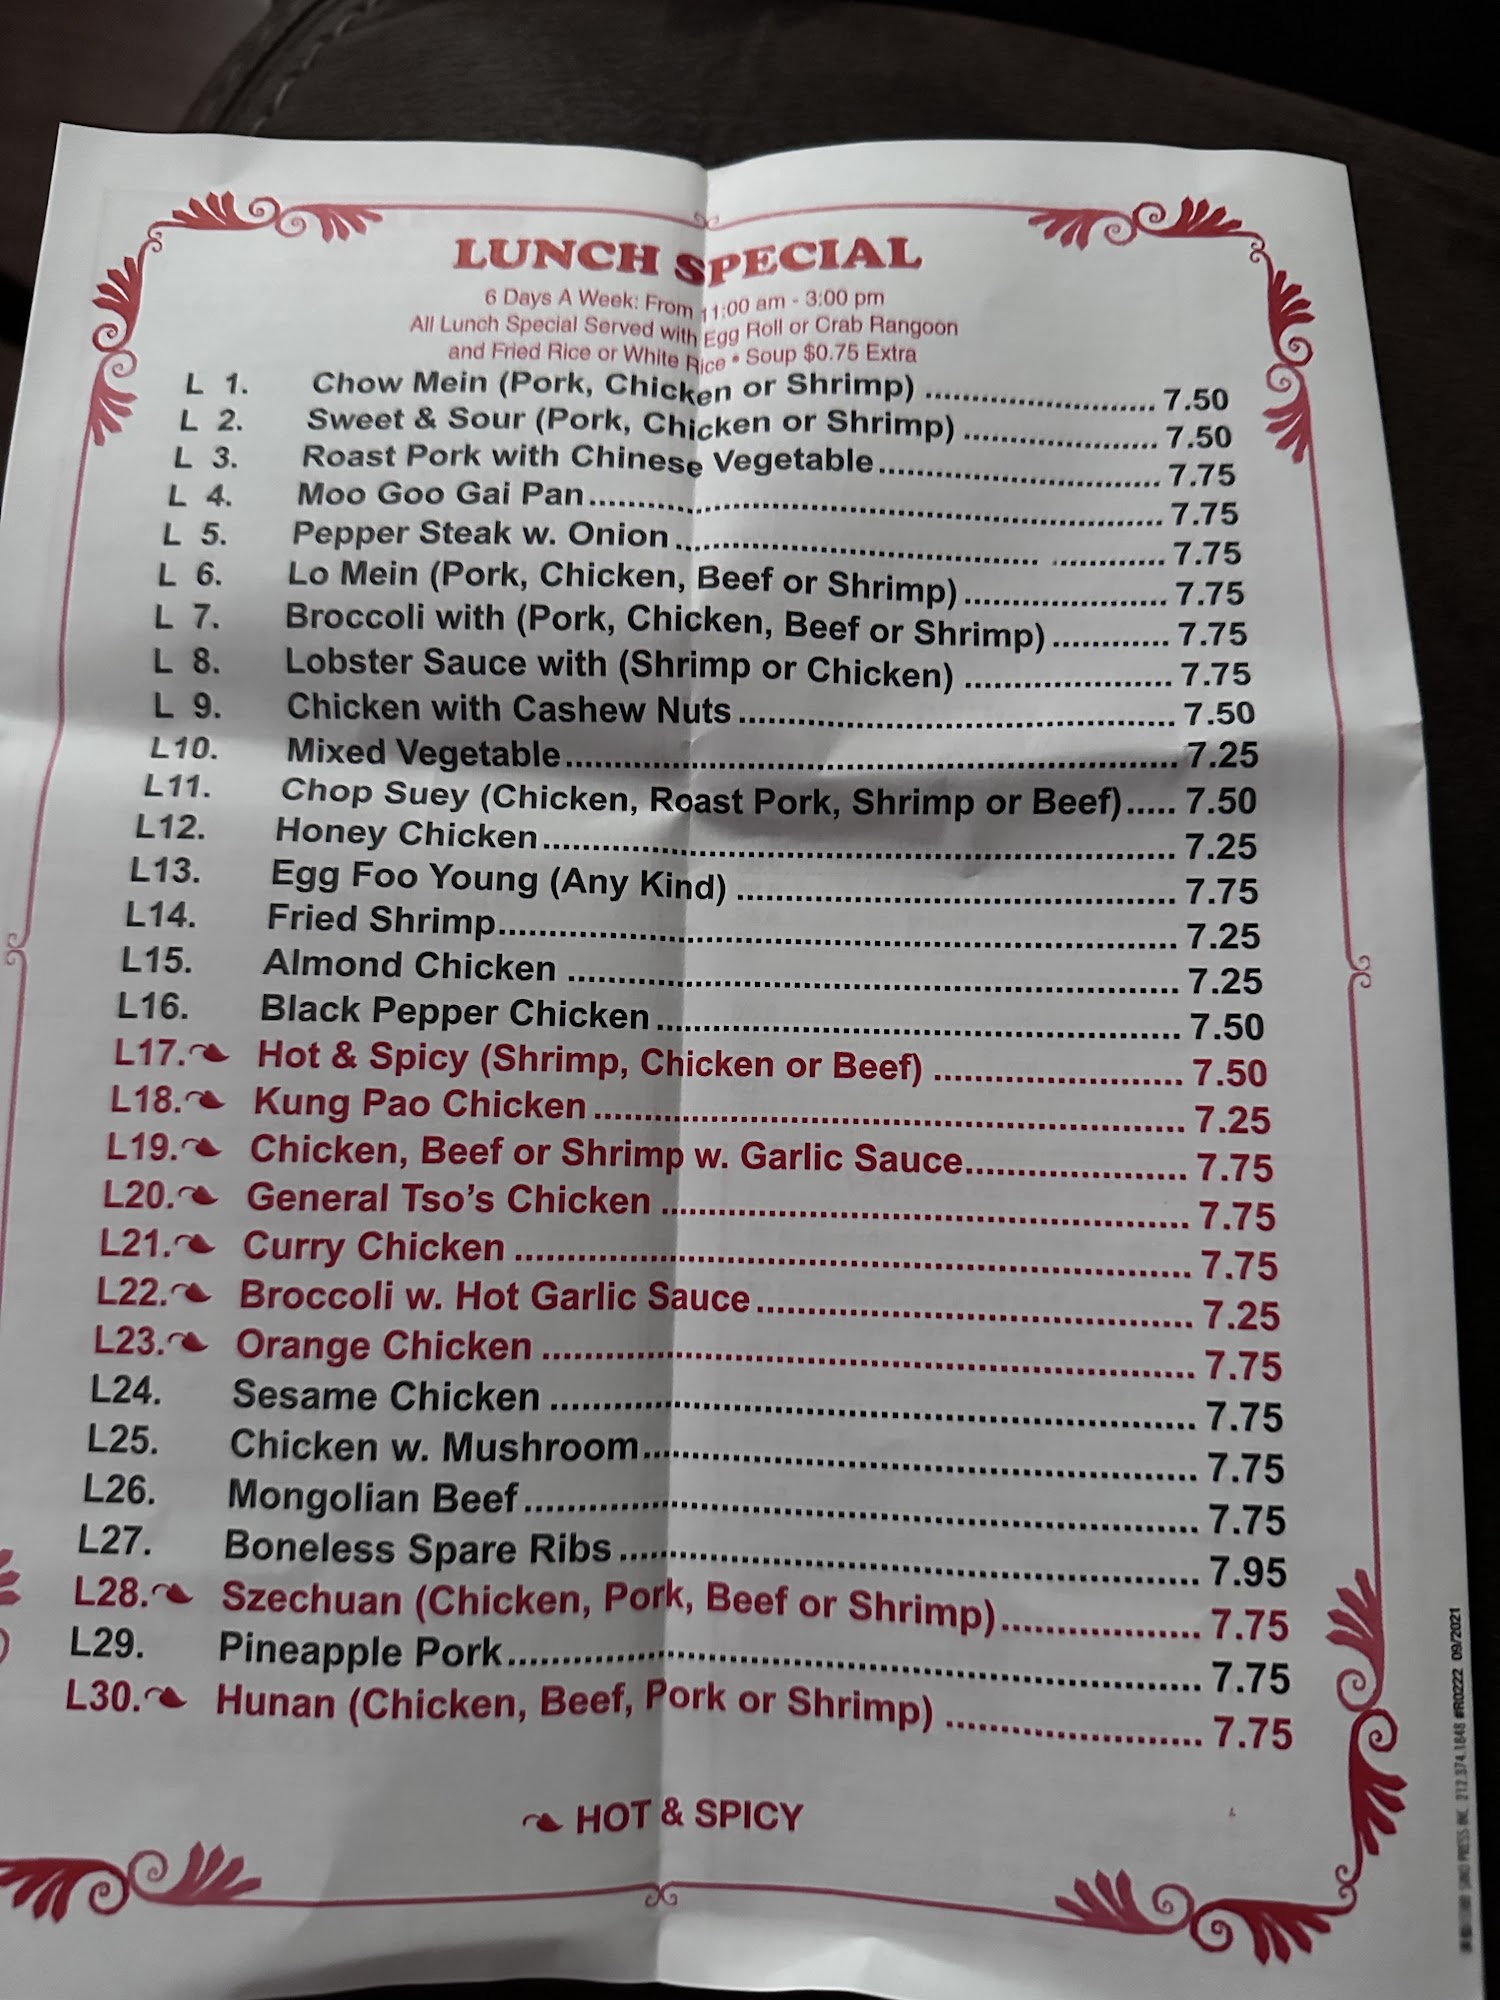 LUNCH SPECIAL
6 Days A Week: From 11:00 am - 3:00 pm
All Lunch Special Served with Egg Roll or Crab Rangoon
and Fried Rice or White Rice • Soup $0.75 Extra
L 1. Chow Mein (Pork, Chicken or Shrimp) 7.50
L 2. Sweet & Sour (Pork, Chicken or Shrimp) 7.50
L 3. Roast Pork with Chinese Vegetable 7.75
L 4. Moo Goo Gai Pan 7.75
L 5. Pepper Steak w. Onion 7.75
L 6. Lo Mein (Pork, Chicken, Beef or Shrimp) 7.75
L 7. Broccoli with (Pork, Chicken, Beef or Shrimp) 7.75
L 8. Lobster Sauce with (Shrimp or Chicken) 7.75
L 9. Chicken with Cashew Nuts 7.50
L10. Mixed Vegetable 7.25
L11. Chop Suey (Chicken, Roast Pork, Shrimp or Beef) 7.50
L12. Honey Chicken 7.25
L13. Egg Foo Young (Any Kind) 7.75
L14. Fried Shrimp 7.25
L15. Almond Chicken 7.25
L16. Black Pepper Chicken 7.50
L17. Hot & Spicy (Shrimp, Chicken or Beef) 7.50
L18. Kung Pao Chicken 7.25
L19. Chicken, Beef or Shrimp w. Garlic Sauce 7.75
L20. General Tso's Chicken 7.75
L21. Curry Chicken 7.75
L22. Broccoli w. Hot Garlic Sauce 7.25
L23. Orange Chicken 7.75
L24. Sesame Chicken 7.75
L25. Chicken w. Mushroom 7.75
L26. Mongolian Beef 7.75
L27. Boneless Spare Ribs 7.95
L28. Szechuan (Chicken, Pork, Beef or Shrimp) 7.75
L29. Pineapple Pork 7.75
L30. Hunan (Chicken, Beef, Pork or Shrimp) 7.75
HOT & SPICY
PRESS INC. 212.374.1848 #R0222 09/2021